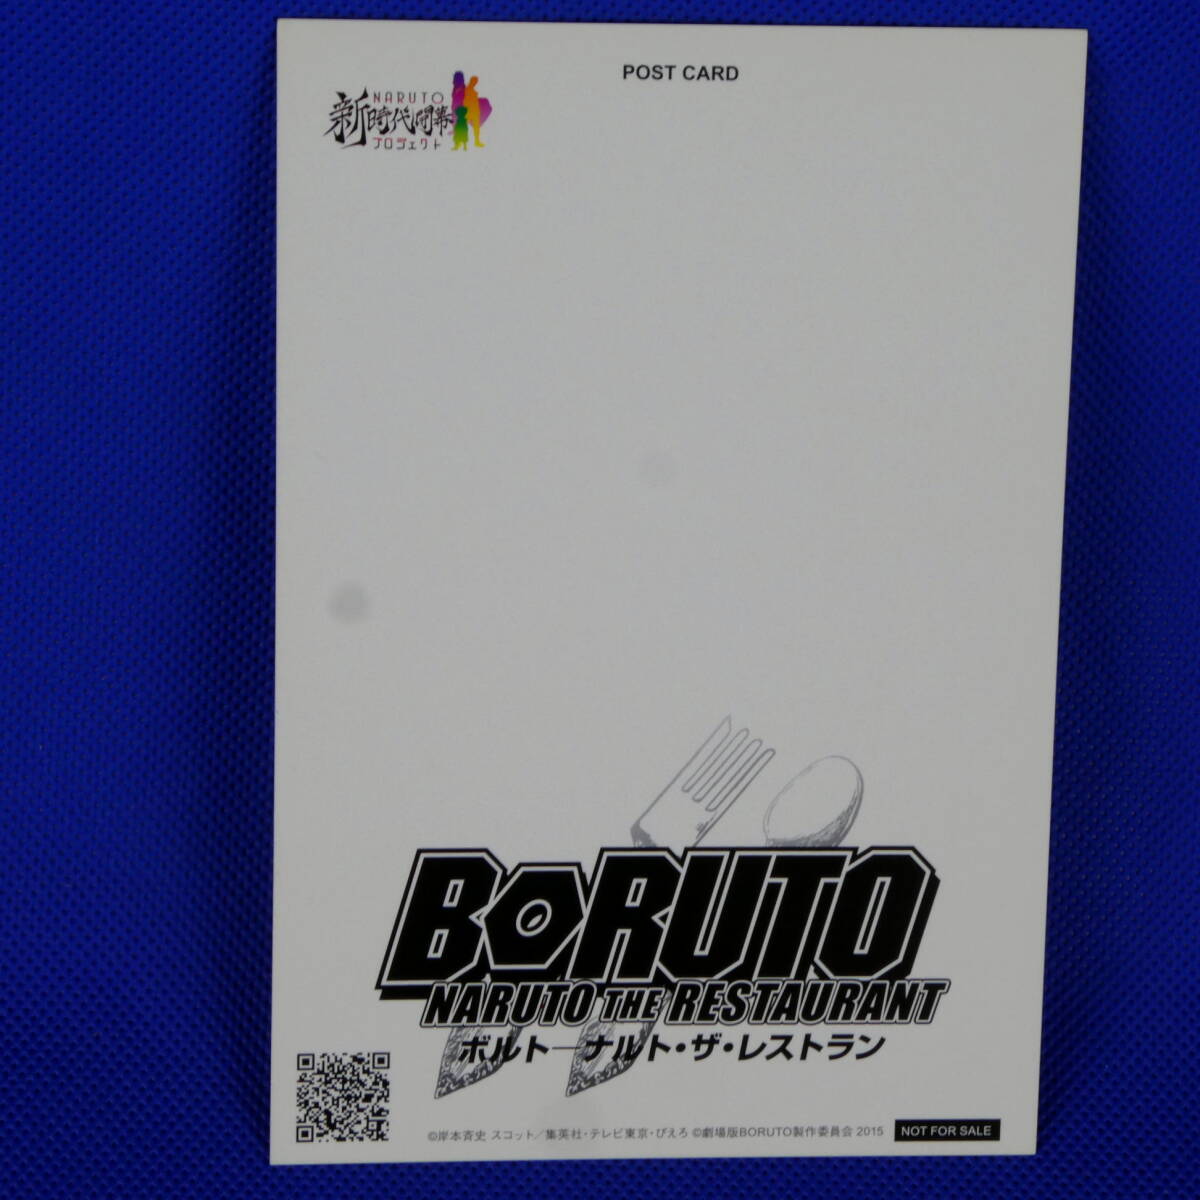 POST CARD
NARUTO
新時代開幕
プロジェクト
BORUTO
NARUTO THE RESTAURANT
ボルト―ナルト・ザ・レストラン
©岸本斉史 スコット／集英社・テレビ東京・ぴえろ ©劇場版BORUTO製作委員会 2015
NOT FOR SALE